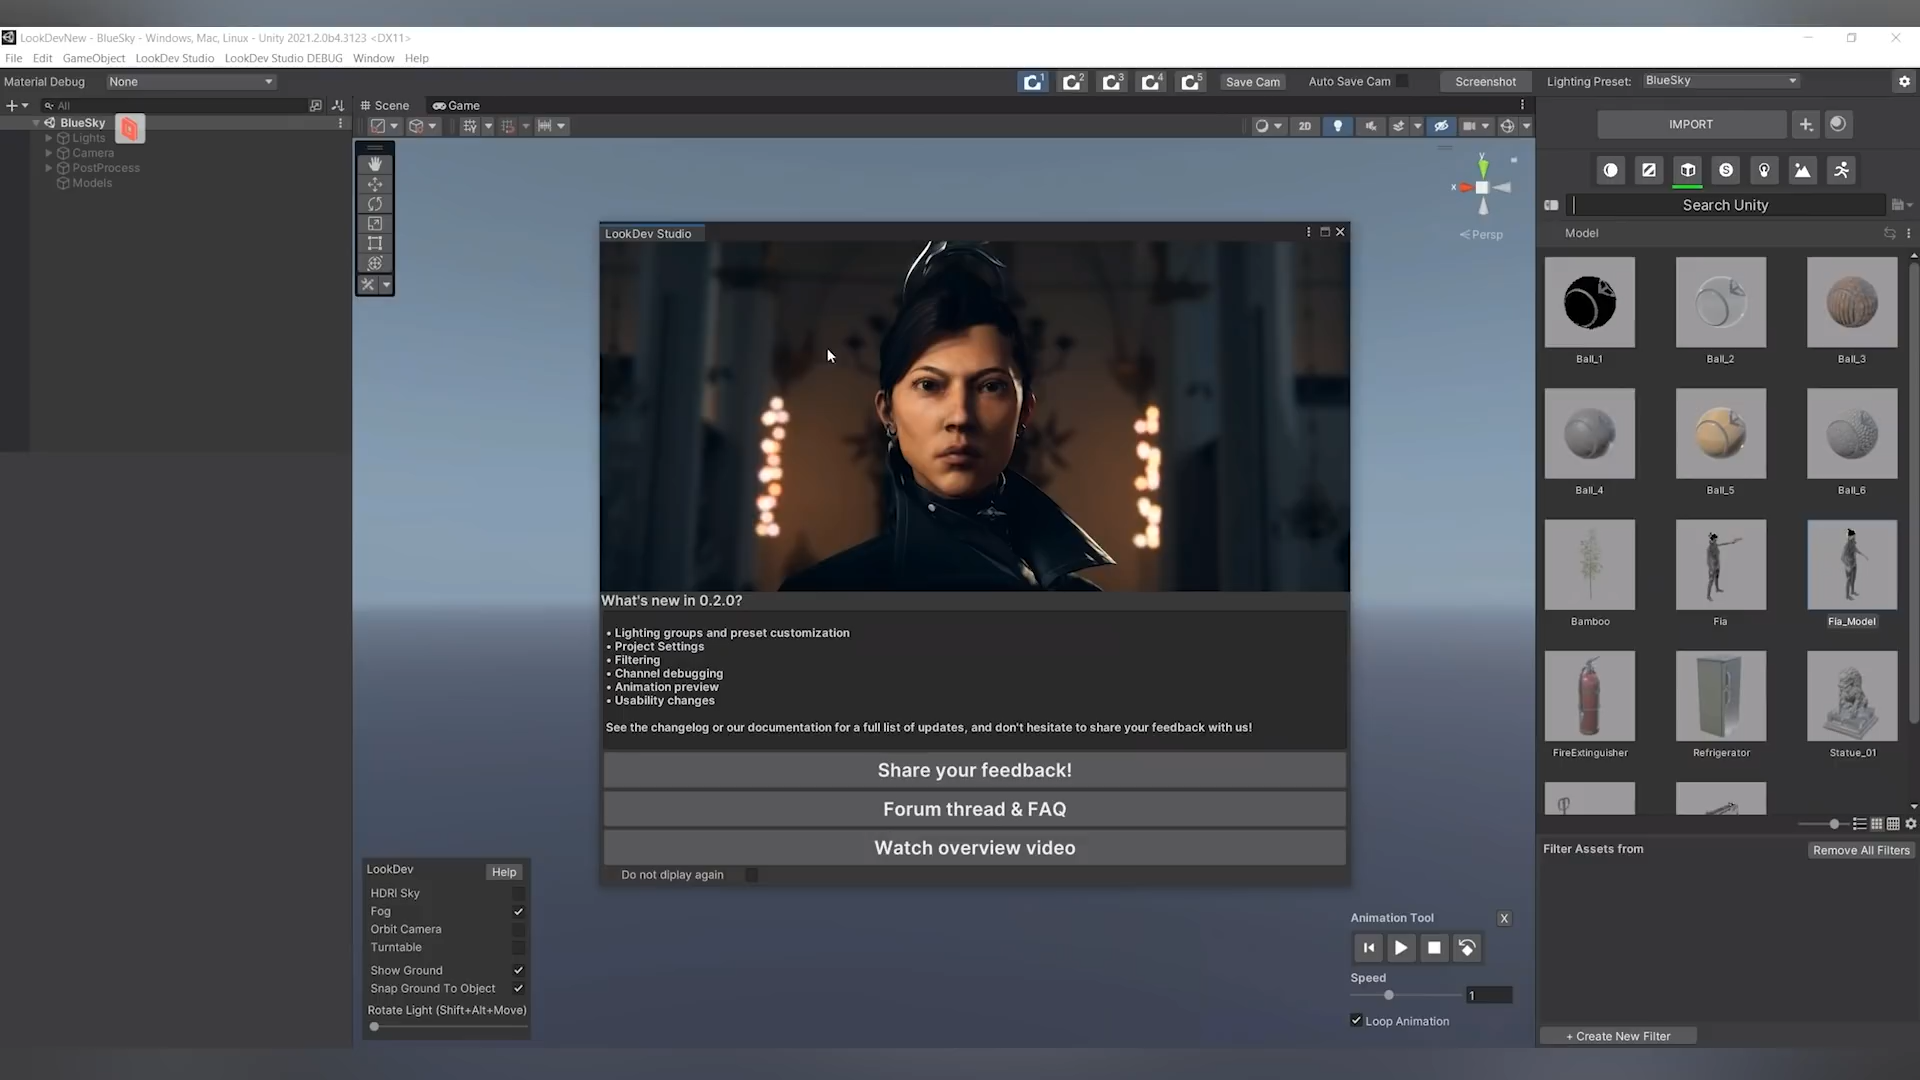 LookDevNew - BlueSky - Windows, Mac, Linux - Unity 2021.2.0b4.3123 <DX11>
File Edit GameObject LookDev Studio LookDev Studio DEBUG Window Help
Material Debug None 1 2 3 4 5 Save Cam Auto Save Cam Screenshot Lighting Preset: BlueSky
All Scene Game
BlueSky
Lights
Camera
PostProcess
Models
2D
IMPORT
S
Search Unity
Model
y
x
Persp
Ball_1 Ball_2 Ball_3
Ball_4 Ball_5 Ball_6
Bamboo Fia Fia_Model
FireExtinguisher Refrigerator Statue_01
LookDev Studio
What's new in 0.2.0?
• Lighting groups and preset customization
• Project Settings
• Filtering
• Channel debugging
• Animation preview
• Usability changes
See the changelog or our documentation for a full list of updates, and don't hesitate to share your feedback with us!
Share your feedback!
Forum thread & FAQ
Watch overview video
Do not diplay again
LookDev Help
HDRI Sky
Fog
Orbit Camera
Turntable
Show Ground
Snap Ground To Object
Rotate Light (Shift+Alt+Move)
Animation Tool X
Speed
1
Loop Animation
Filter Assets from Remove All Filters
+ Create New Filter